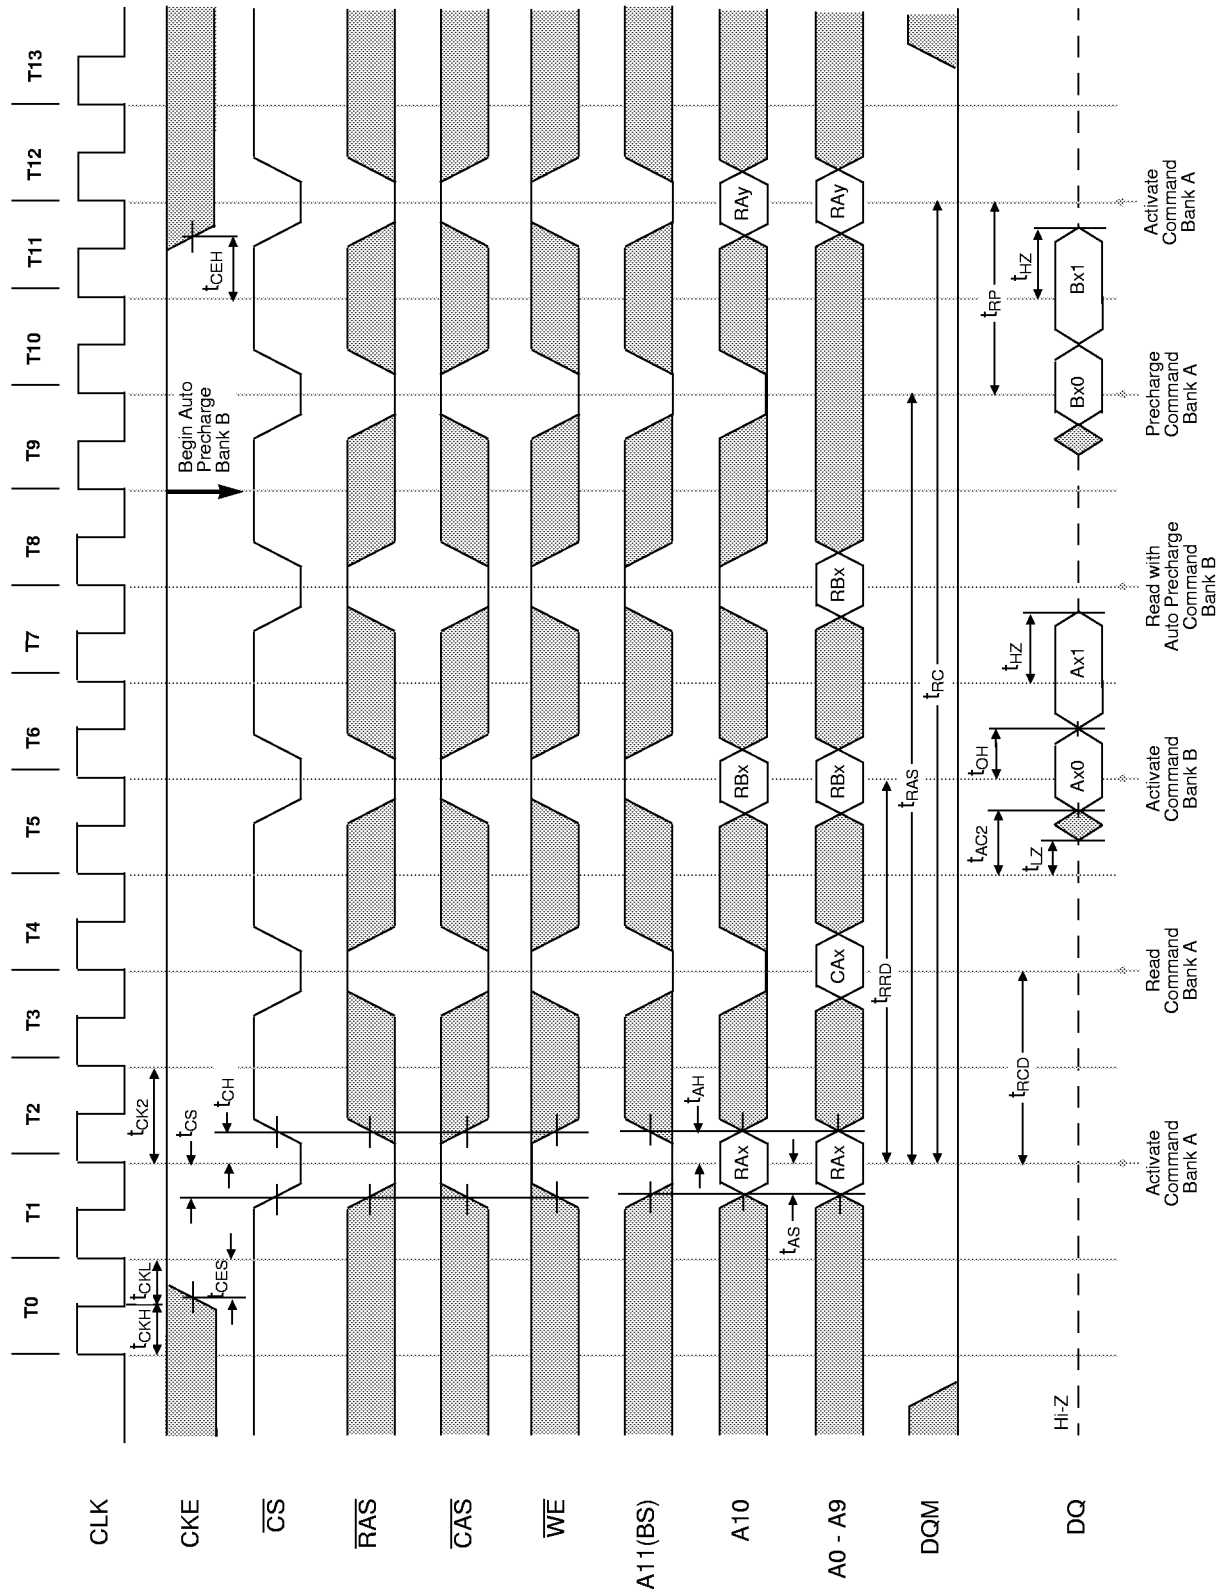 T0 T1 T2 T3 T4 T5 T6 T7 T8 T9 T10 T11 T12 T13
CLK
tCKH tCKL tCK2
CKE
tCES tCS tCH
Begin Auto
Precharge
Bank B
tCEH
CS
RAS
CAS
WE
A11(BS)
tAH
A10
RAx RBx RAy
A0 - A9
tAS
RAx CAx RBx RBx RAy
tRRD
DQM
tRAS
tRC
tRCD
tAC2
tLZ
tOH
tHZ
tRP
tHZ
DQ
Hi-Z
Ax0 Ax1 Bx0 Bx1
Activate
Command
Bank A
Read
Command
Bank A
Activate
Command
Bank B
Read with
Auto Precharge
Command
Bank B
Precharge
Command
Bank A
Activate
Command
Bank A